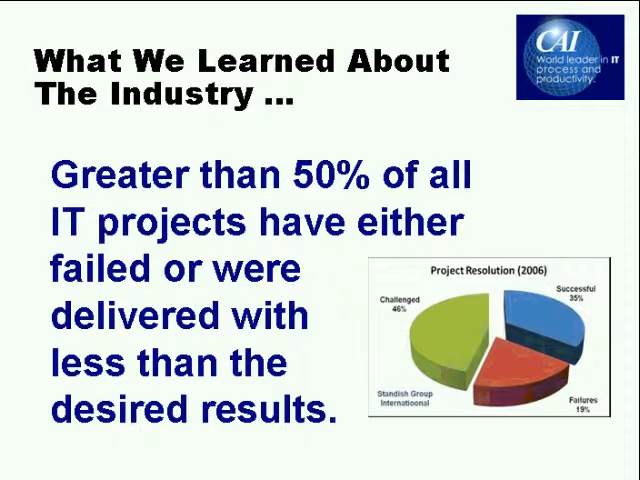 What We Learned About
The Industry ...
CAI
World leader in IT
process and
productivity.
Greater than 50% of all
IT projects have either
failed or were
delivered with
less than the
desired results.
Project Resolution (2006)
Challenged
46%
Successful
35%
Standish Group
International
Failures
19%